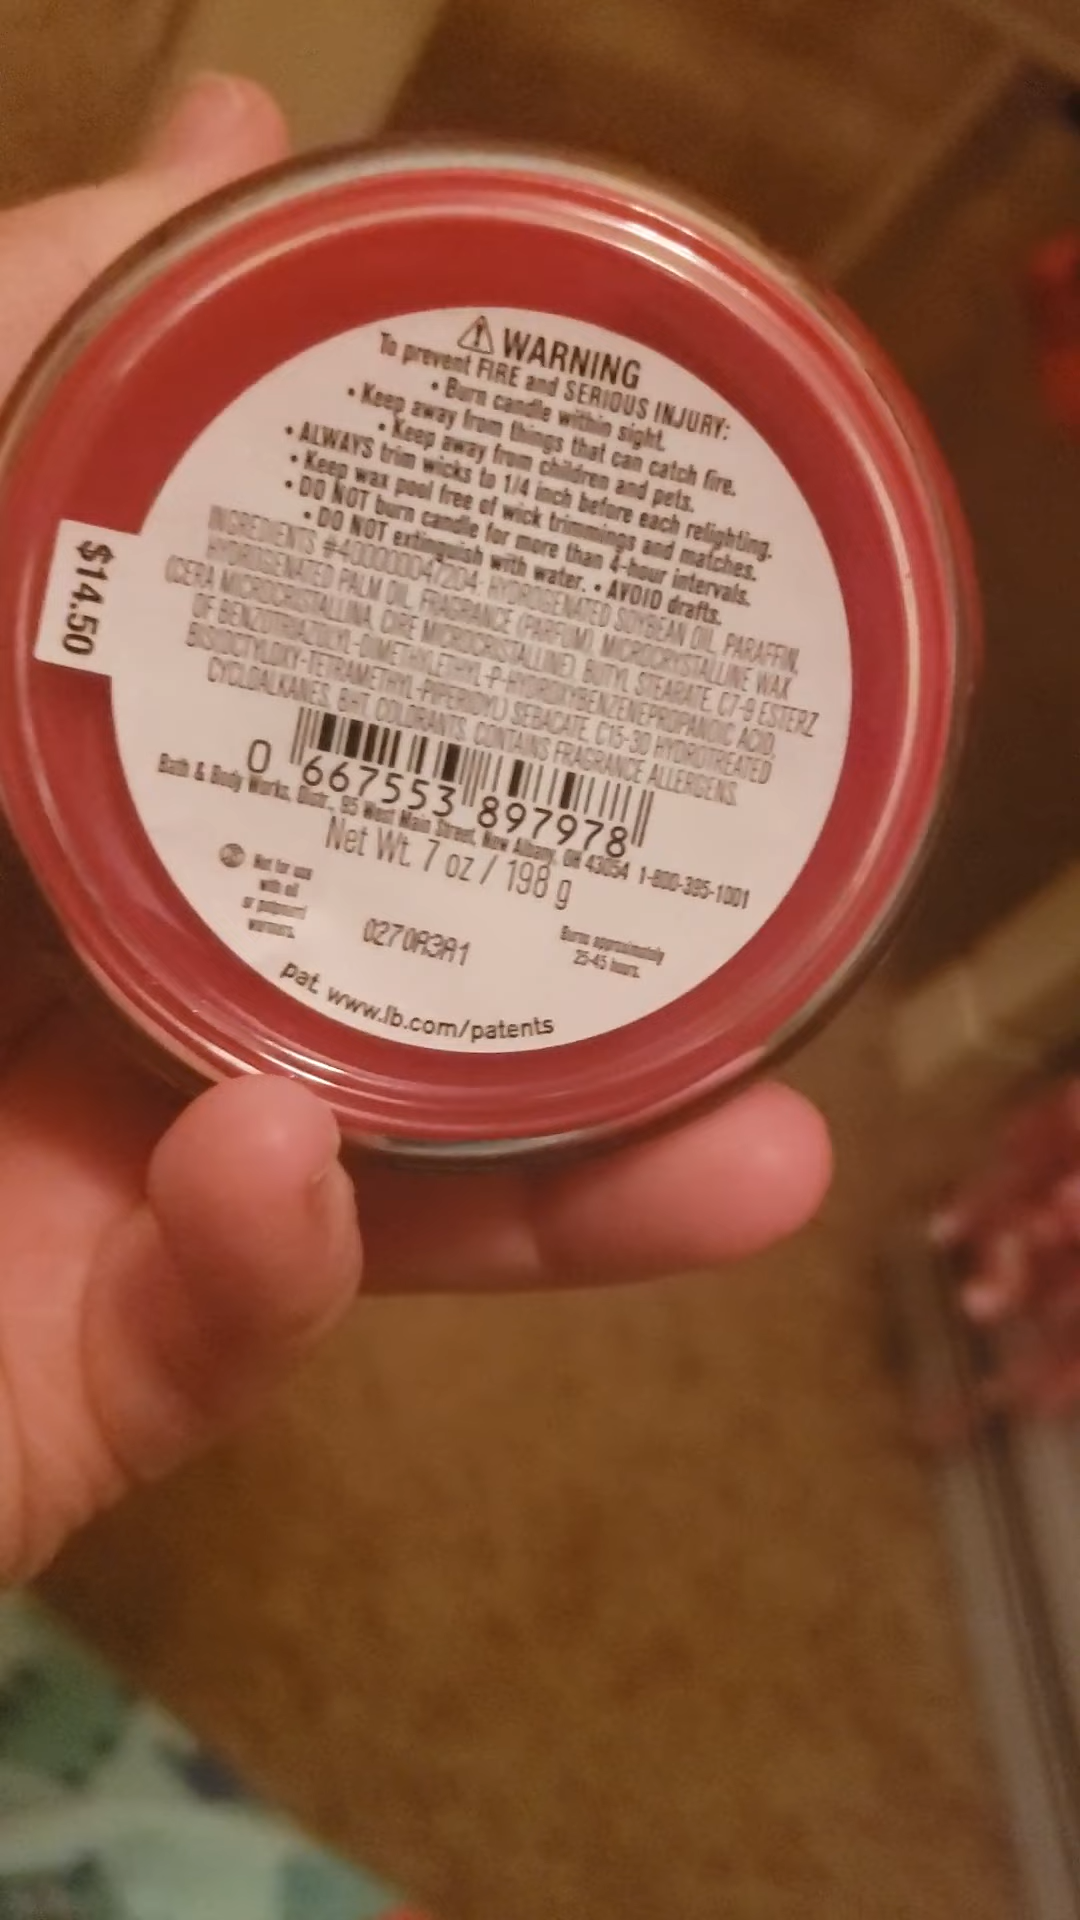 ⚠ WARNING
To prevent FIRE and SERIOUS INJURY:
• Burn candle within sight.
• Keep away from things that can catch fire.
• Keep away from children and pets.
• ALWAYS trim wicks to 1/4 inch before each relighting.
• Keep wax pool free of wick trimmings and matches.
• DO NOT burn candle for more than 4-hour intervals.
• DO NOT extinguish with water. • AVOID drafts.
INGREDIENTS #400000047204: HYDROGENATED SOYBEAN OIL, PARAFFIN,
HYDROGENATED PALM OIL, FRAGRANCE (PARFUM), MICROCRYSTALLINE WAX
(CERA MICROCRISTALLINA, CIRE MICROCRISTALLINE), BUTYL STEARATE, C7-9 ESTERZ
OF BENZOTRIAZOLYL-DIMETHYLETHYL-P-HYDROXYBENZENEPROPANOIC ACID,
BISOCTYLOXY-TETRAMETHYL-PIPERIDYL) SEBACATE, C15-30 HYDROTREATED
CYCLOALKANES, BHT, COLORANTS. CONTAINS FRAGRANCE ALLERGENS.
$14.50
0 667553 897978
Bath & Body Works, Distr., 95 West Main Street, New Albany, OH 43054 1-800-395-1001
Net Wt. 7 oz / 198 g
Not for use
with oil
or potpourri
warmers.
0270A3A1
Burns approximately
25-45 hours.
pat. www.lb.com/patents